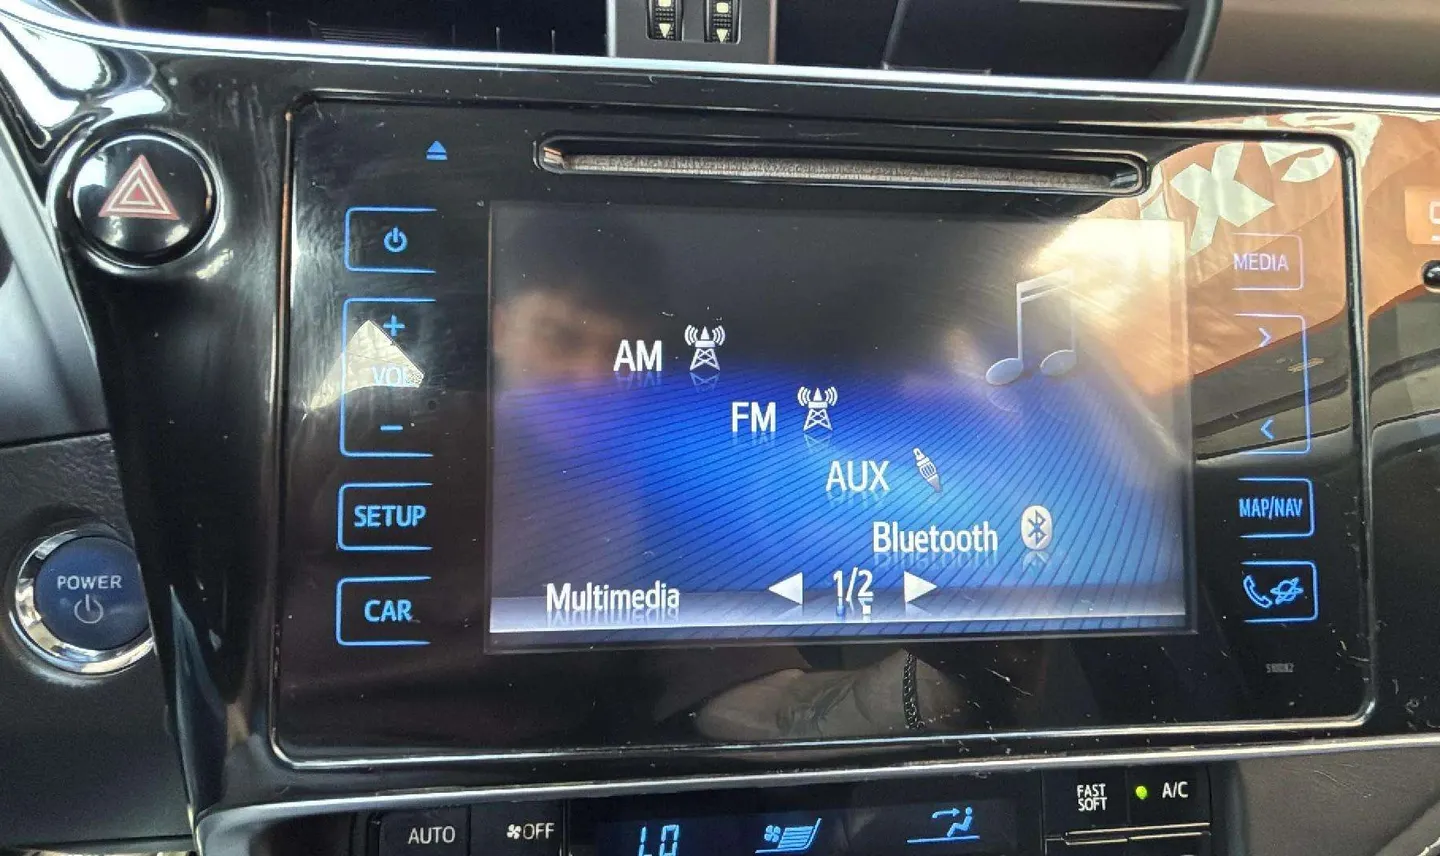 MEDIA
VOL
AM
FM
SETUP
AUX
MAP/NAV
Bluetooth
POWER
CAR
Multimedia
1/2
FAST
SOFT
A/C
AUTO
OFF
LO